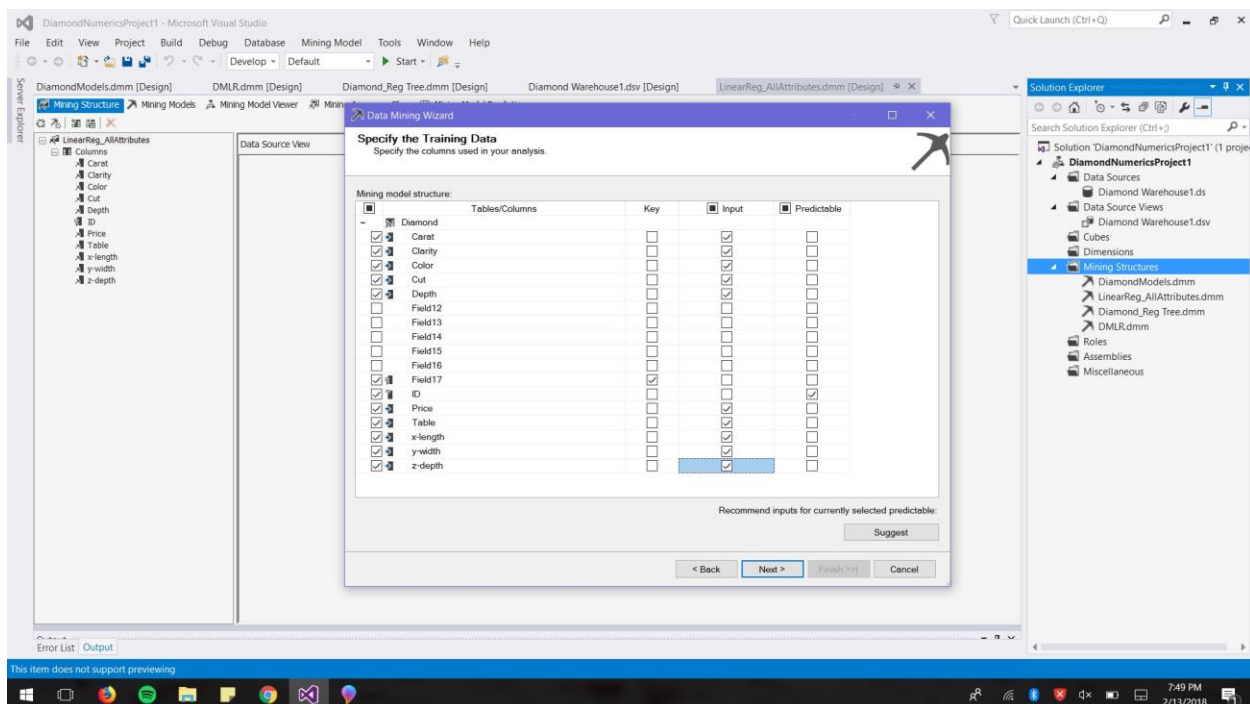 DiamondNumericsProject1 - Microsoft Visual Studio
Quick Launch (Ctrl+Q)
File Edit View Project Build Debug Database Mining Model Tools Window Help
Develop Default Start
DiamondModels.dmm [Design] DMLR.dmm [Design] Diamond_Reg Tree.dmm [Design] Diamond Warehouse1.dsv [Design] LinearReg_AllAttributes.dmm [Design]
Server Explorer
Mining Structure Mining Models Mining Model Viewer
LinearReg_AllAttributes
Columns
Carat
Clarity
Color
Cut
Depth
ID
Price
Table
x-length
y-width
z-depth
Data Source View
Data Mining Wizard
Specify the Training Data
Specify the columns used in your analysis.
Mining model structure:
Tables/Columns Key Input Predictable
Diamond
Carat
Clarity
Color
Cut
Depth
Field12
Field13
Field14
Field15
Field16
Field17
ID
Price
Table
x-length
y-width
z-depth
Recommend inputs for currently selected predictable:
Suggest
< Back Next > Finish >>| Cancel
Solution Explorer
Search Solution Explorer (Ctrl+;)
Solution 'DiamondNumericsProject1' (1 proje
DiamondNumericsProject1
Data Sources
Diamond Warehouse1.ds
Data Source Views
Diamond Warehouse1.dsv
Cubes
Dimensions
Mining Structures
DiamondModels.dmm
LinearReg_AllAttributes.dmm
Diamond_Reg Tree.dmm
DMLR.dmm
Roles
Assemblies
Miscellaneous
Error List Output
This item does not support previewing
7:49 PM
2/13/2018